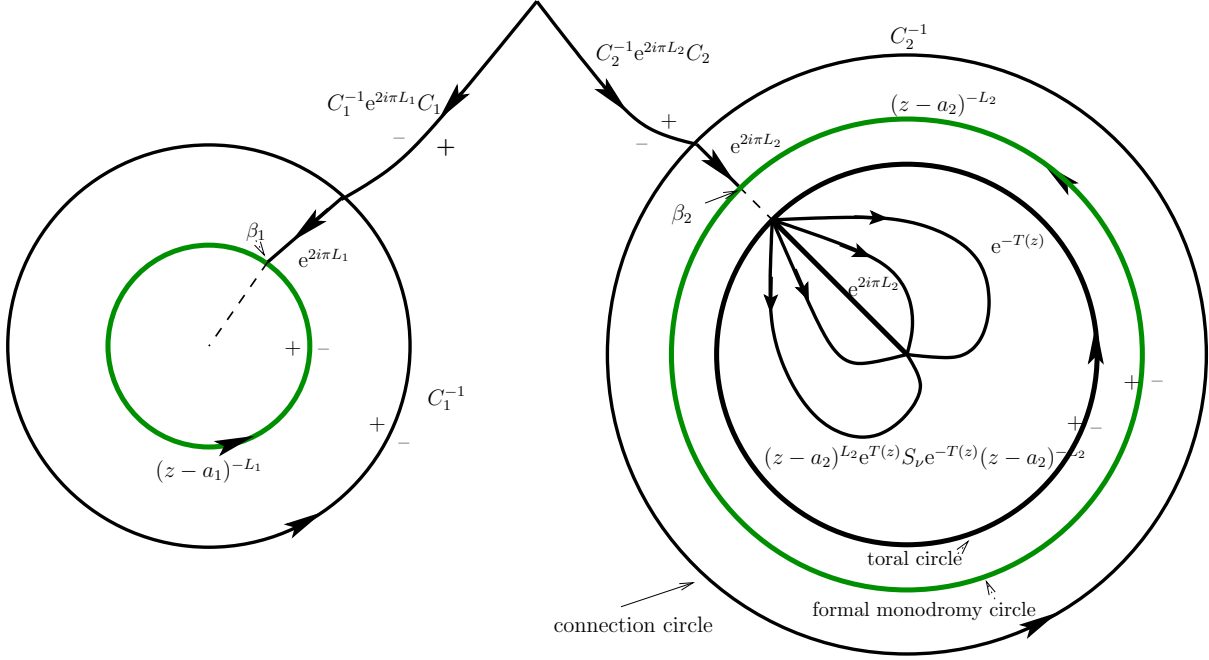 C_2^{-1}
C_2^{-1}e^{2iπL_2}C_2
C_1^{-1}e^{2iπL_1}C_1
(z − a_2)^{−L_2}
+
−
−
+
e^{2iπL_2}
β_2
β_1
e^{−T(z)}
e^{2iπL_1}
e^{2iπL_2}
+ −
+ −
C_1^{-1}
+
−
+ −
(z − a_2)^{L_2}e^{T(z)}S_νe^{−T(z)}(z − a_2)^{−L_2}
(z − a_1)^{−L_1}
toral circle
formal monodromy circle
connection circle